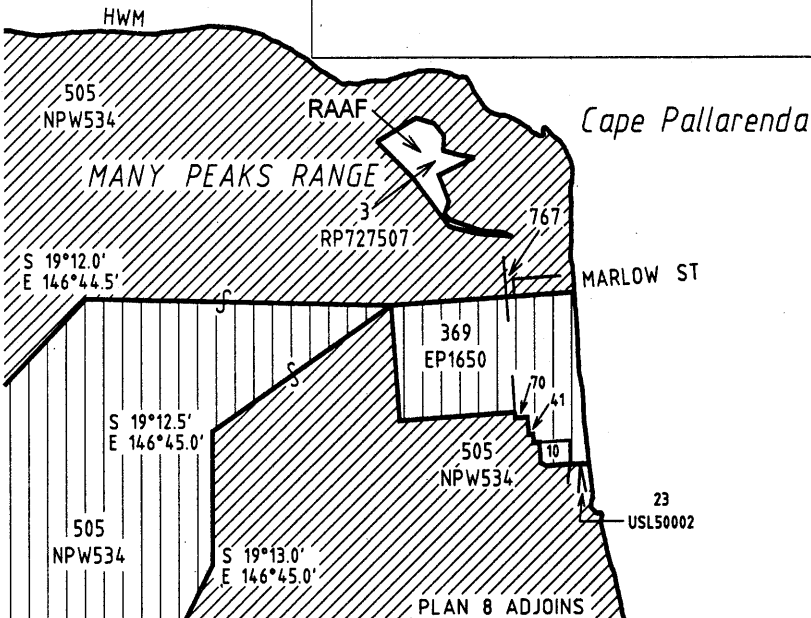 HWM
505
NPW534
RAAF
Cape Pallarenda
MANY PEAKS RANGE
3
RP727507
767
S 19°12.0'
E 146°44.5'
MARLOW ST
369
EP1650
70
41
S 19°12.5'
E 146°45.0'
505
NPW534
10
23
USL50002
505
NPW534
S 19°13.0'
E 146°45.0'
PLAN 8 ADJOINS